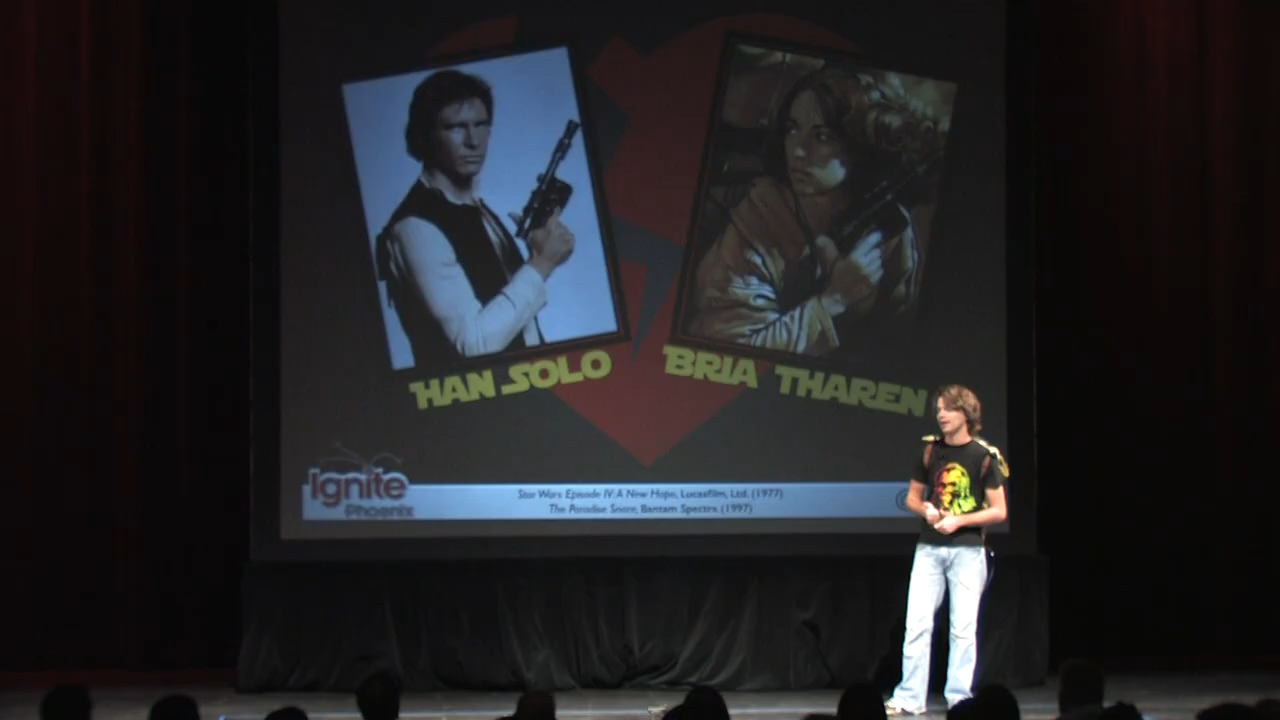 HAN SOLO
BRIA THAREN
Ignite
Phoenix
Star Wars Episode IV: A New Hope, Lucasfilm, Ltd. (1977)
The Paradise Snare, Bantam Spectra (1997)